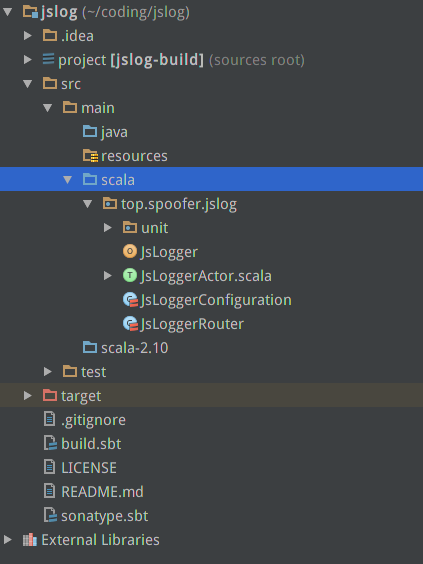 jslog (~/coding/jslog)
.idea
project [jslog-build] (sources root)
src
main
java
resources
scala
top.spoofer.jslog
unit
O JsLogger
T JsLoggerActor.scala
C JsLoggerConfiguration
C JsLoggerRouter
scala-2.10
test
target
.gitignore
build.sbt
LICENSE
README.md
sonatype.sbt
External Libraries